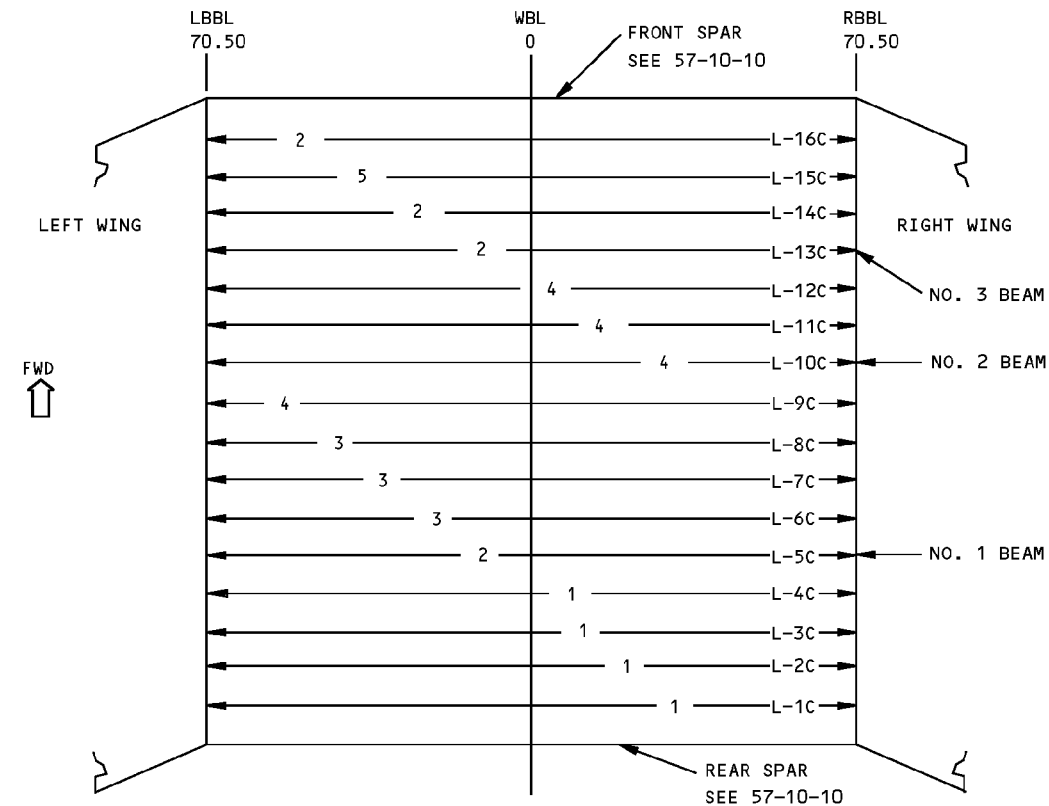 LBBL
70.50
WBL
0
RBBL
70.50
FRONT SPAR
SEE 57-10-10
2 L-16C
5 L-15C
LEFT WING
2 L-14C
RIGHT WING
2 L-13C
4 L-12C
NO. 3 BEAM
4 L-11C
FWD
4 L-10C
NO. 2 BEAM
4 L-9C
3 L-8C
3 L-7C
3 L-6C
2 L-5C
NO. 1 BEAM
1 L-4C
1 L-3C
1 L-2C
1 L-1C
REAR SPAR
SEE 57-10-10